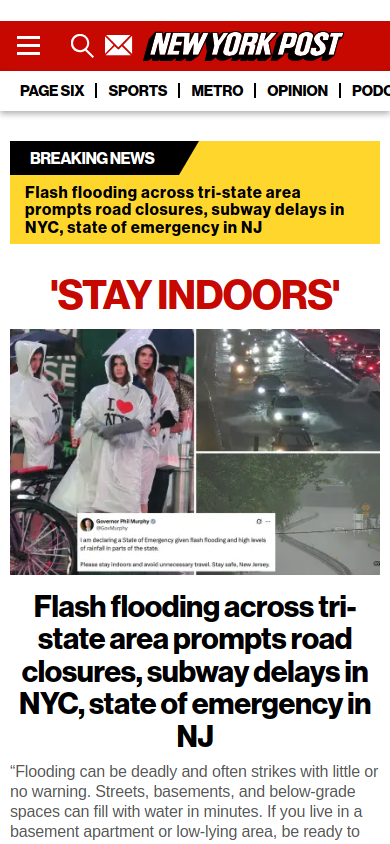 NEW YORK POST
PAGE SIX
SPORTS
METRO
OPINION
PODC
BREAKING NEWS
Flash flooding across tri-state area
prompts road closures, subway delays in
NYC, state of emergency in NJ
'STAY INDOORS'
SE
I
NY
Governor Phil Murphy
@GovMurphy
I am declaring a State of Emergency given flash flooding and high levels
of rainfall in parts of the state.
Please stay indoors and avoid unnecessary travel. Stay safe, New Jersey.
Flash flooding across tri-
state area prompts road
closures, subway delays in
NYC, state of emergency in
NJ
“Flooding can be deadly and often strikes with little or
no warning. Streets, basements, and below-grade
spaces can fill with water in minutes. If you live in a
basement apartment or low-lying area, be ready to